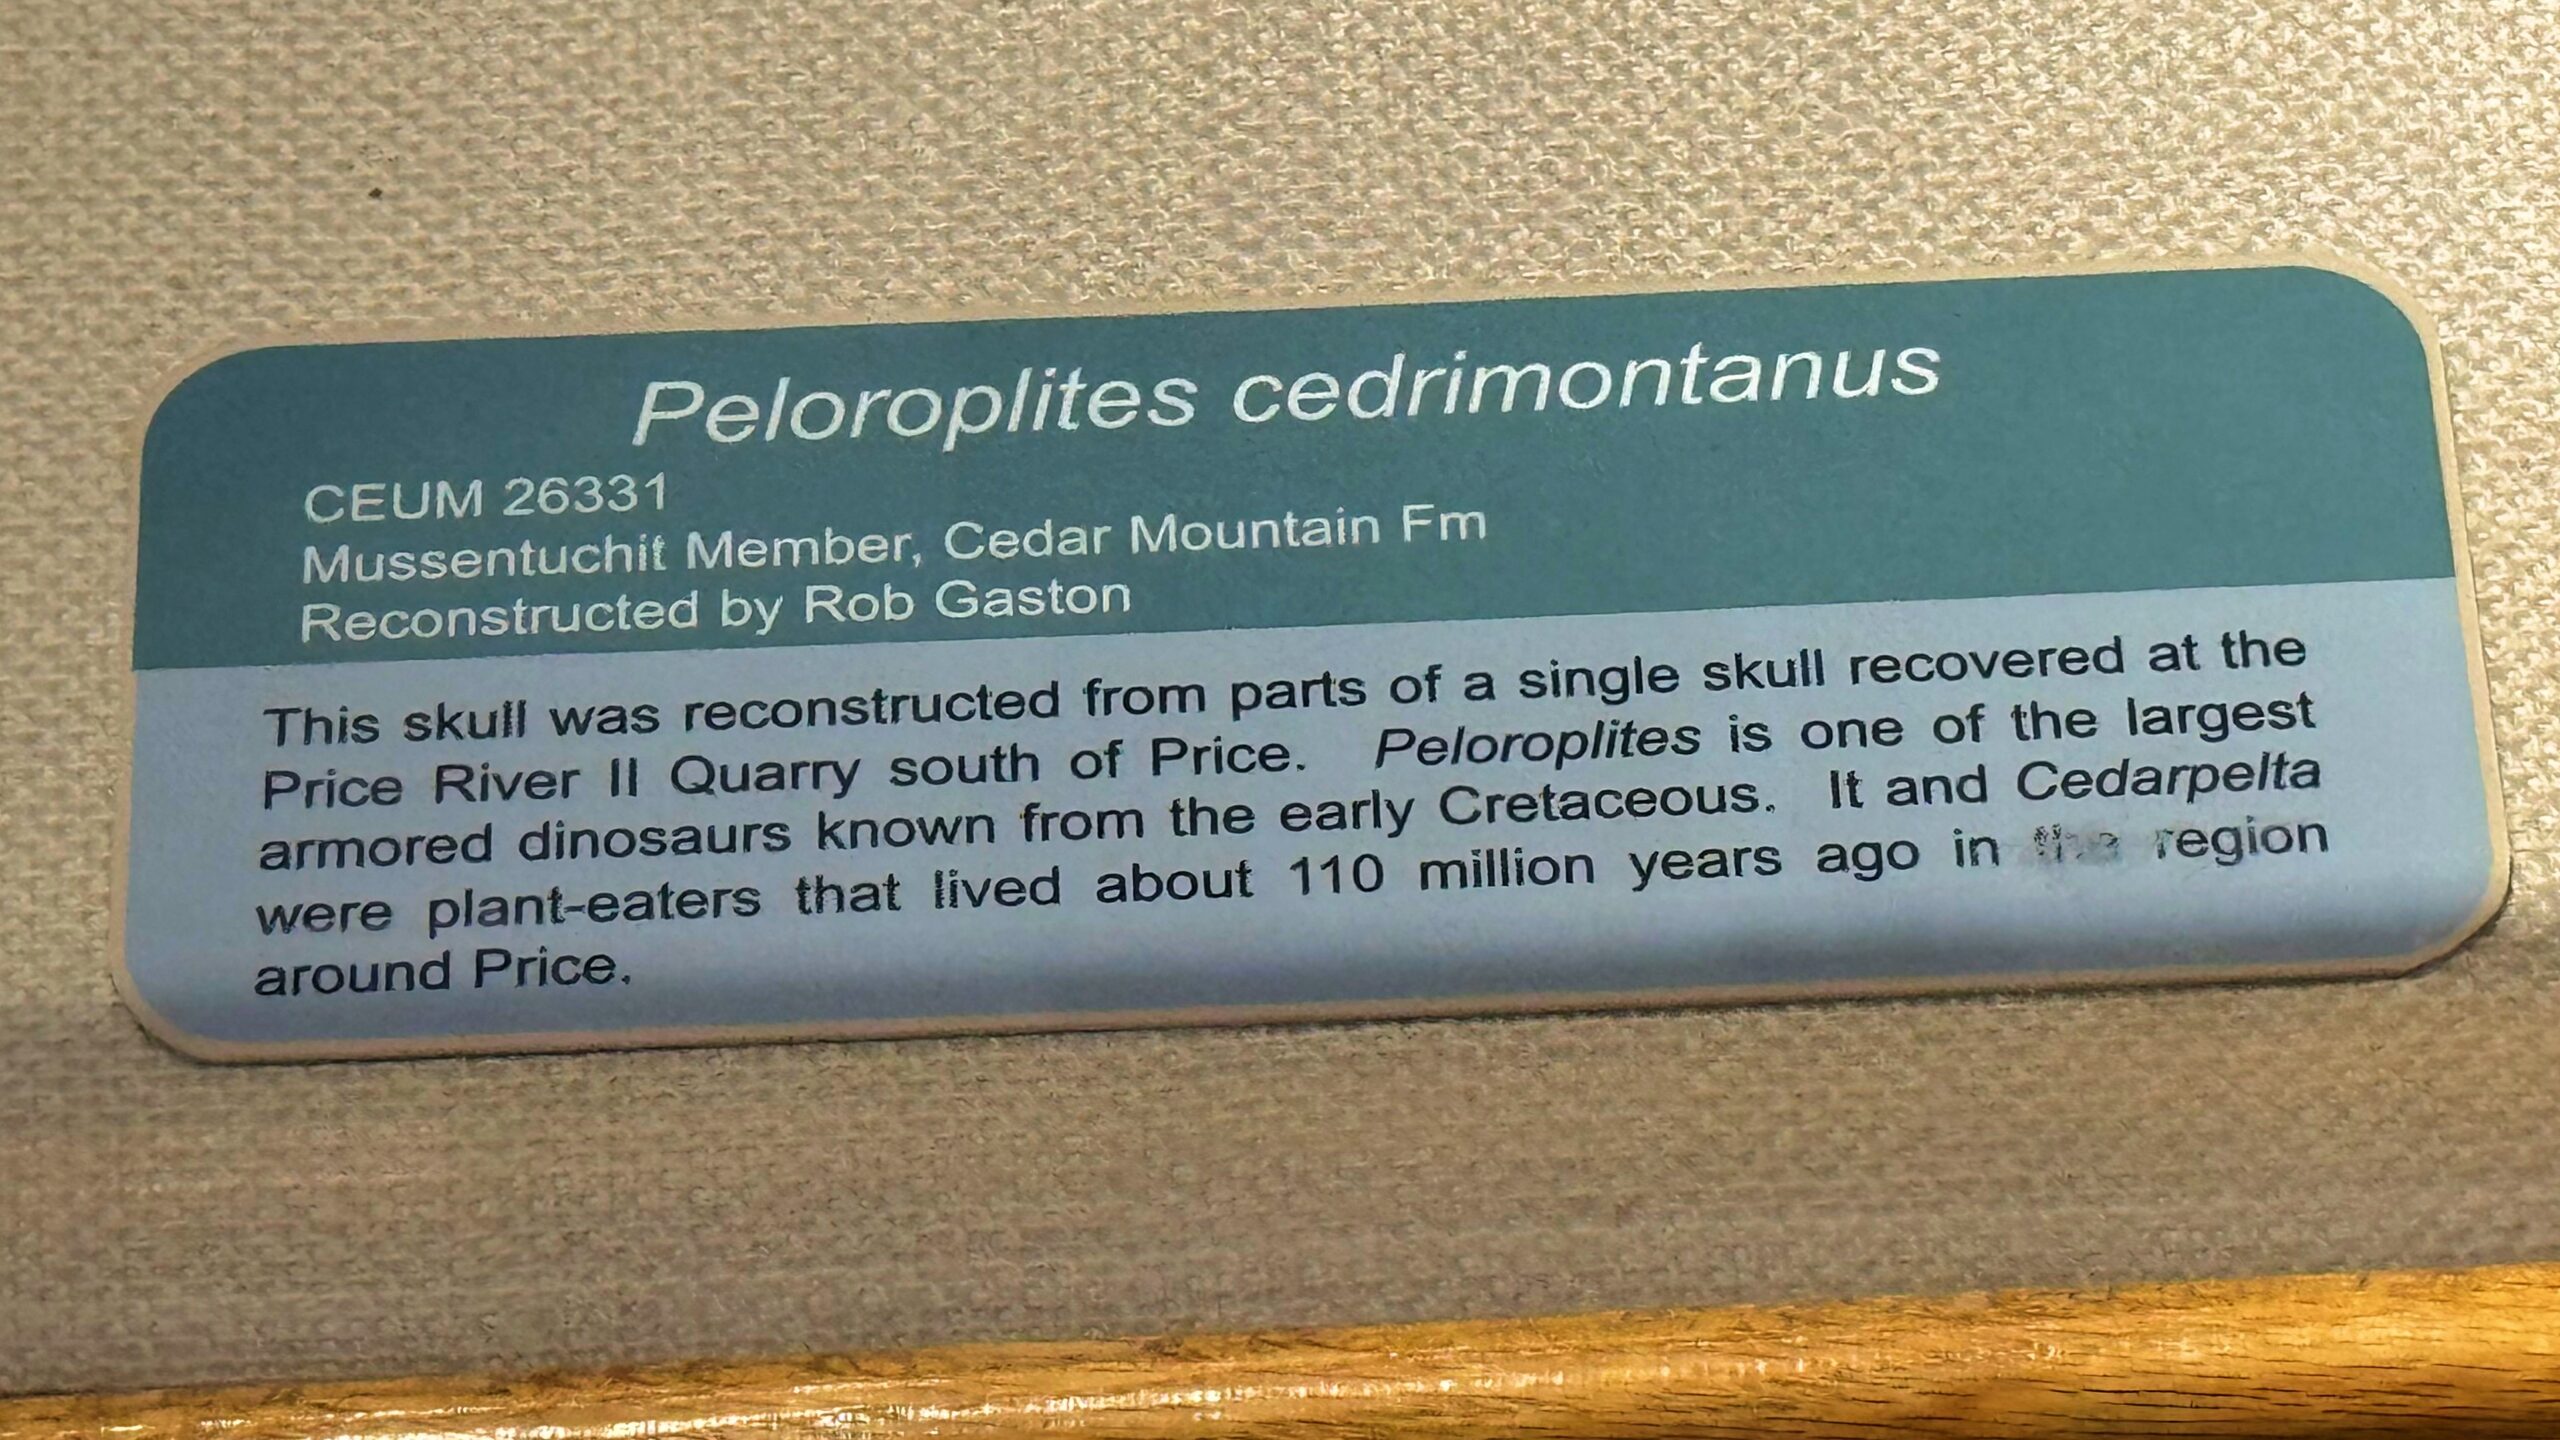 Peloroplites cedrimontanus
CEUM 26331
Mussentuchit Member, Cedar Mountain Fm
Reconstructed by Rob Gaston
This skull was reconstructed from parts of a single skull recovered at the
Price River II Quarry south of Price. Peloroplites is one of the largest
armored dinosaurs known from the early Cretaceous. It and Cedarpelta
were plant-eaters that lived about 110 million years ago in the region
around Price.